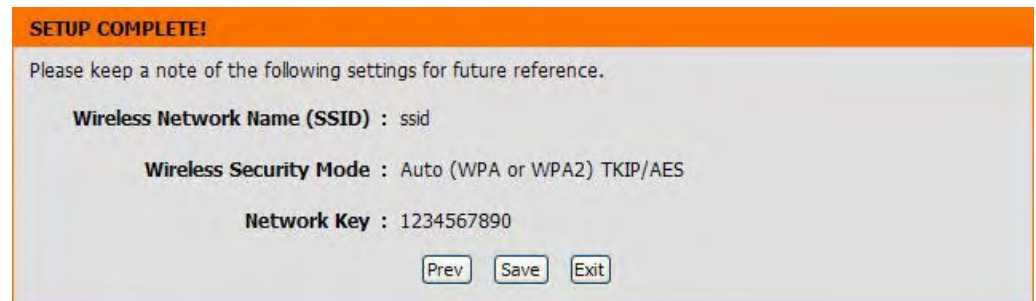 SETUP COMPLETE!
Please keep a note of the following settings for future reference.
Wireless Network Name (SSID) : ssid
Wireless Security Mode : Auto (WPA or WPA2) TKIP/AES
Network Key : 1234567890
Prev Save Exit